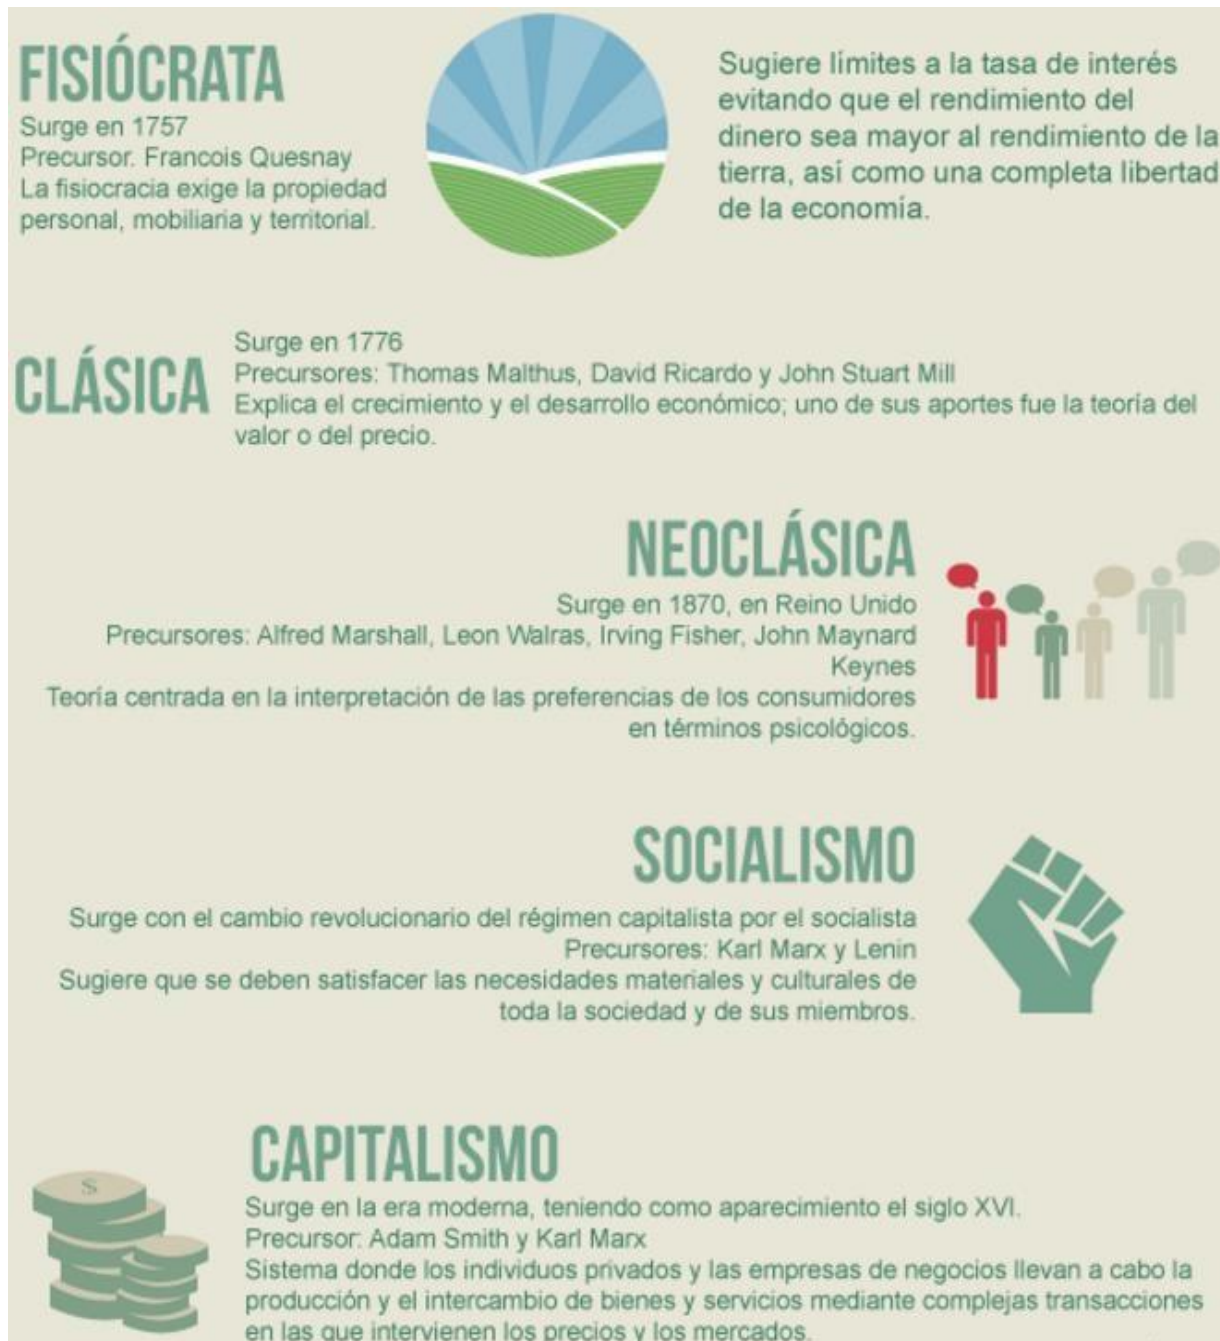 FISIÓCRATA
Surge en 1757
Precursor. Francois Quesnay
La fisiocracia exige la propiedad
personal, mobiliaria y territorial.
Sugiere límites a la tasa de interés
evitando que el rendimiento del
dinero sea mayor al rendimiento de la
tierra, así como una completa libertad
de la economía.
CLÁSICA
Surge en 1776
Precursores: Thomas Malthus, David Ricardo y John Stuart Mill
Explica el crecimiento y el desarrollo económico; uno de sus aportes fue la teoría del
valor o del precio.
NEOCLÁSICA
Surge en 1870, en Reino Unido
Precursores: Alfred Marshall, Leon Walras, Irving Fisher, John Maynard
Keynes
Teoría centrada en la interpretación de las preferencias de los consumidores
en términos psicológicos.
SOCIALISMO
Surge con el cambio revolucionario del régimen capitalista por el socialista
Precursores: Karl Marx y Lenin
Sugiere que se deben satisfacer las necesidades materiales y culturales de
toda la sociedad y de sus miembros.
CAPITALISMO
$
Surge en la era moderna, teniendo como aparecimiento el siglo XVI.
Precursor: Adam Smith y Karl Marx
Sistema donde los individuos privados y las empresas de negocios llevan a cabo la
producción y el intercambio de bienes y servicios mediante complejas transacciones
en las que intervienen los precios y los mercados.